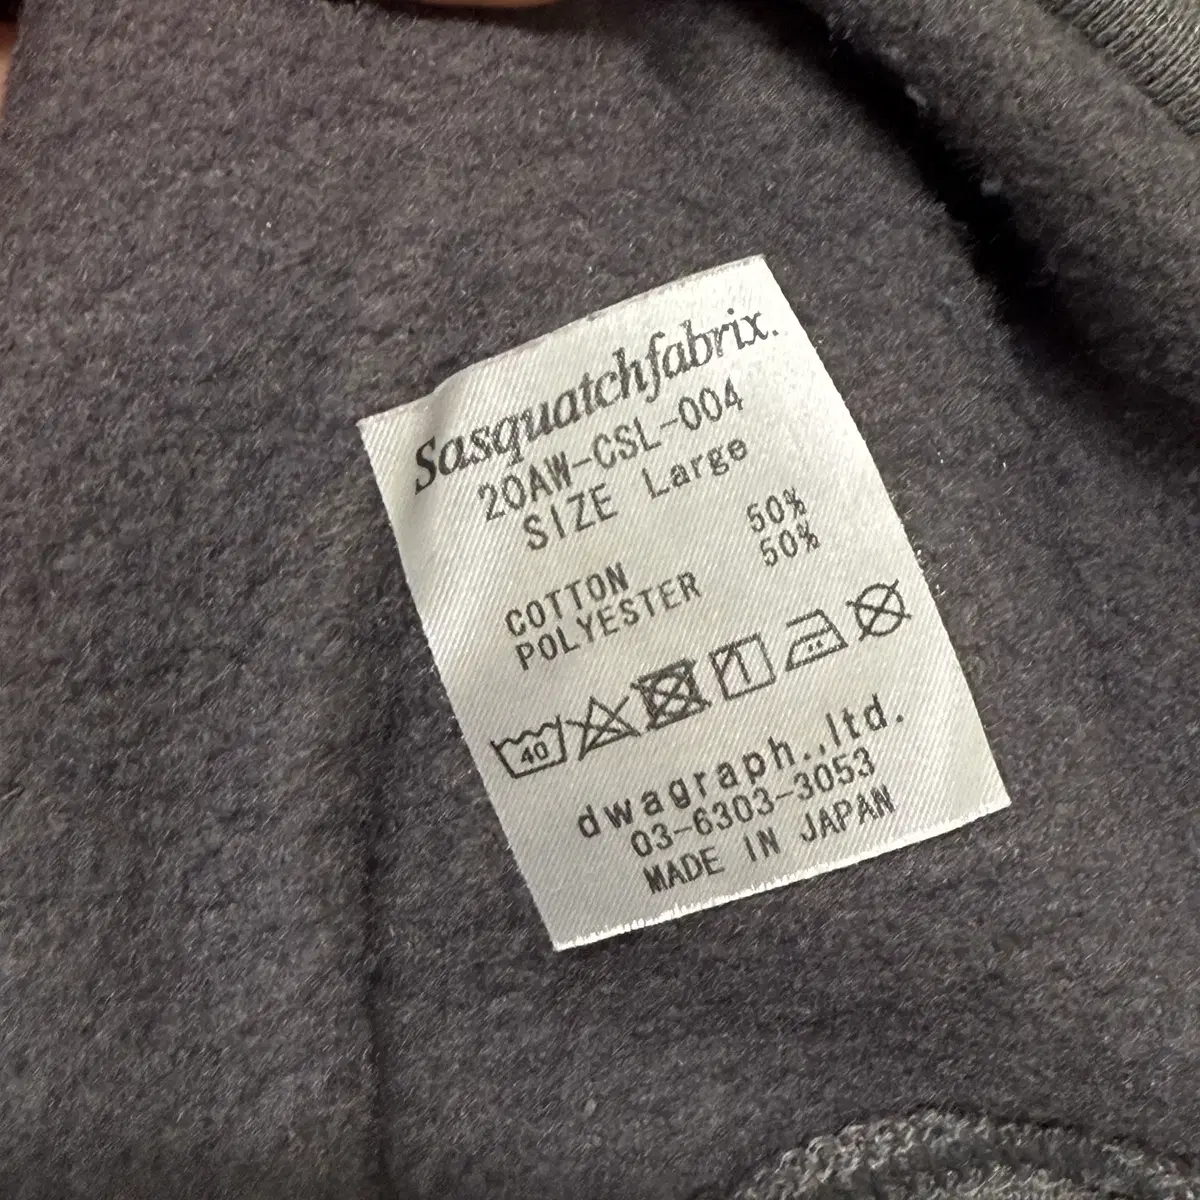 Sasquatchfabrix.
20AW-CSL-004
SIZE Large
COTTON 50%
POLYESTER 50%
40
dwagraph.,ltd.
03-6303-3053
MADE IN JAPAN